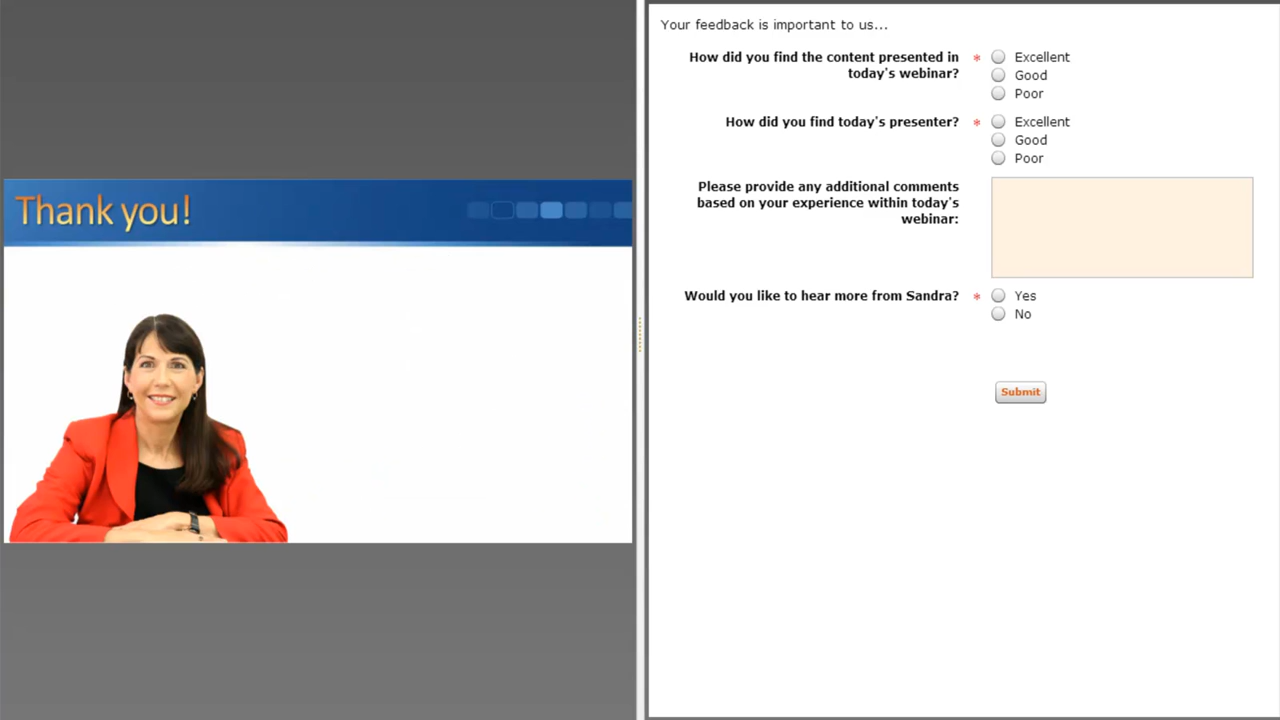 Thank you!
Your feedback is important to us...
How did you find the content presented in
today's webinar?
* Excellent
Good
Poor
How did you find today's presenter? * Excellent
Good
Poor
Please provide any additional comments
based on your experience within today's
webinar:
Would you like to hear more from Sandra? * Yes
No
Submit